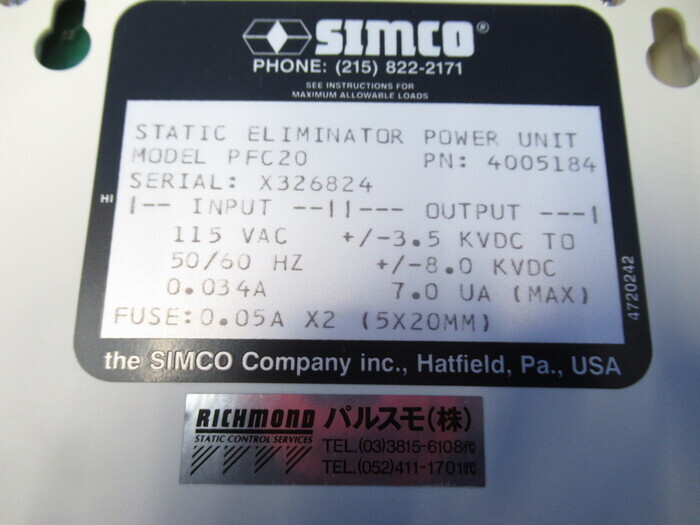 SIMCO®
PHONE: (215) 822-2171
SEE INSTRUCTIONS FOR
MAXIMUM ALLOWABLE LOADS
STATIC ELIMINATOR POWER UNIT
MODEL PFC20 PN: 4005184
SERIAL: X326824
HI
|-- INPUT --||--- OUTPUT ---|
115 VAC +/-3.5 KVDC TO
50/60 HZ +/-8.0 KVDC
0.034A 7.0 UA (MAX)
FUSE:0.05A X2 (5X20MM)
4720242
the SIMCO Company inc., Hatfield, Pa., USA
RICHMOND パルスモ(株)
STATIC CONTROL SERVICES TEL.(03)3815-6108㈹
TEL.(052)411-1701㈹